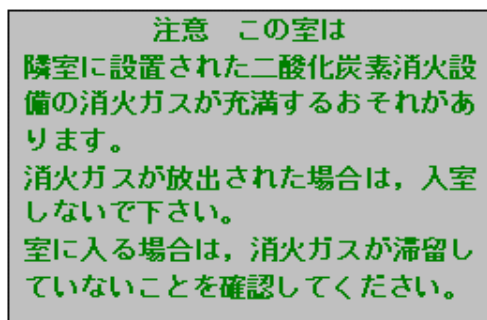 注意　この室は
隣室に設置された二酸化炭素消火設
備の消火ガスが充満するおそれがあ
ります。
消火ガスが放出された場合は，入室
しないで下さい。
室に入る場合は，消火ガスが滞留し
ていないことを確認してください。